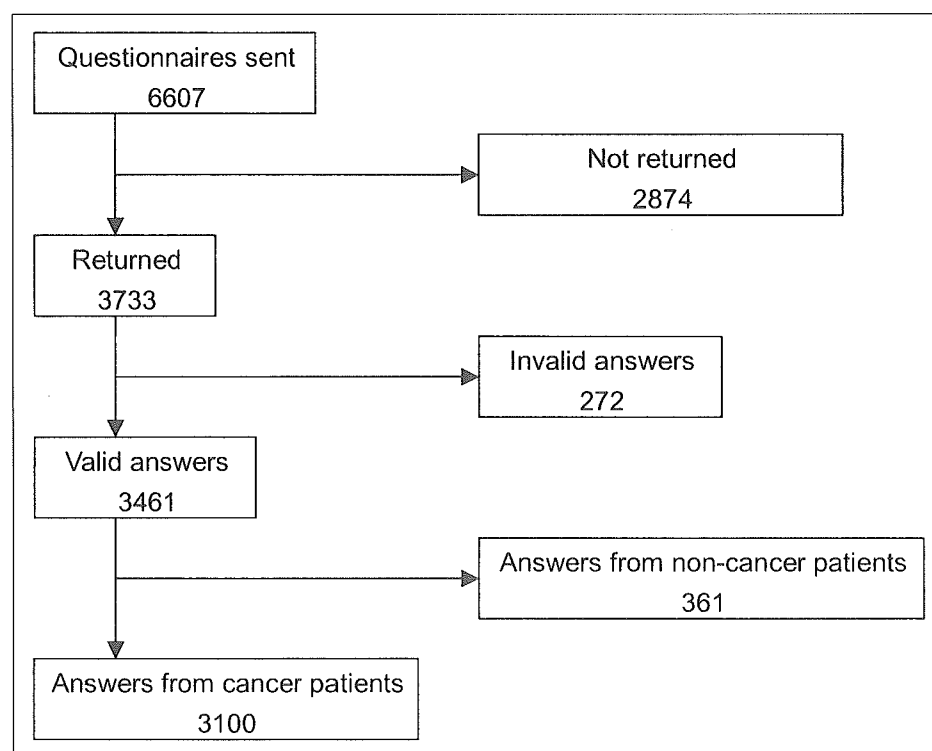 Questionnaires sent
6607
Not returned
2874
Returned
3733
Invalid answers
272
Valid answers
3461
Answers from non-cancer patients
361
Answers from cancer patients
3100